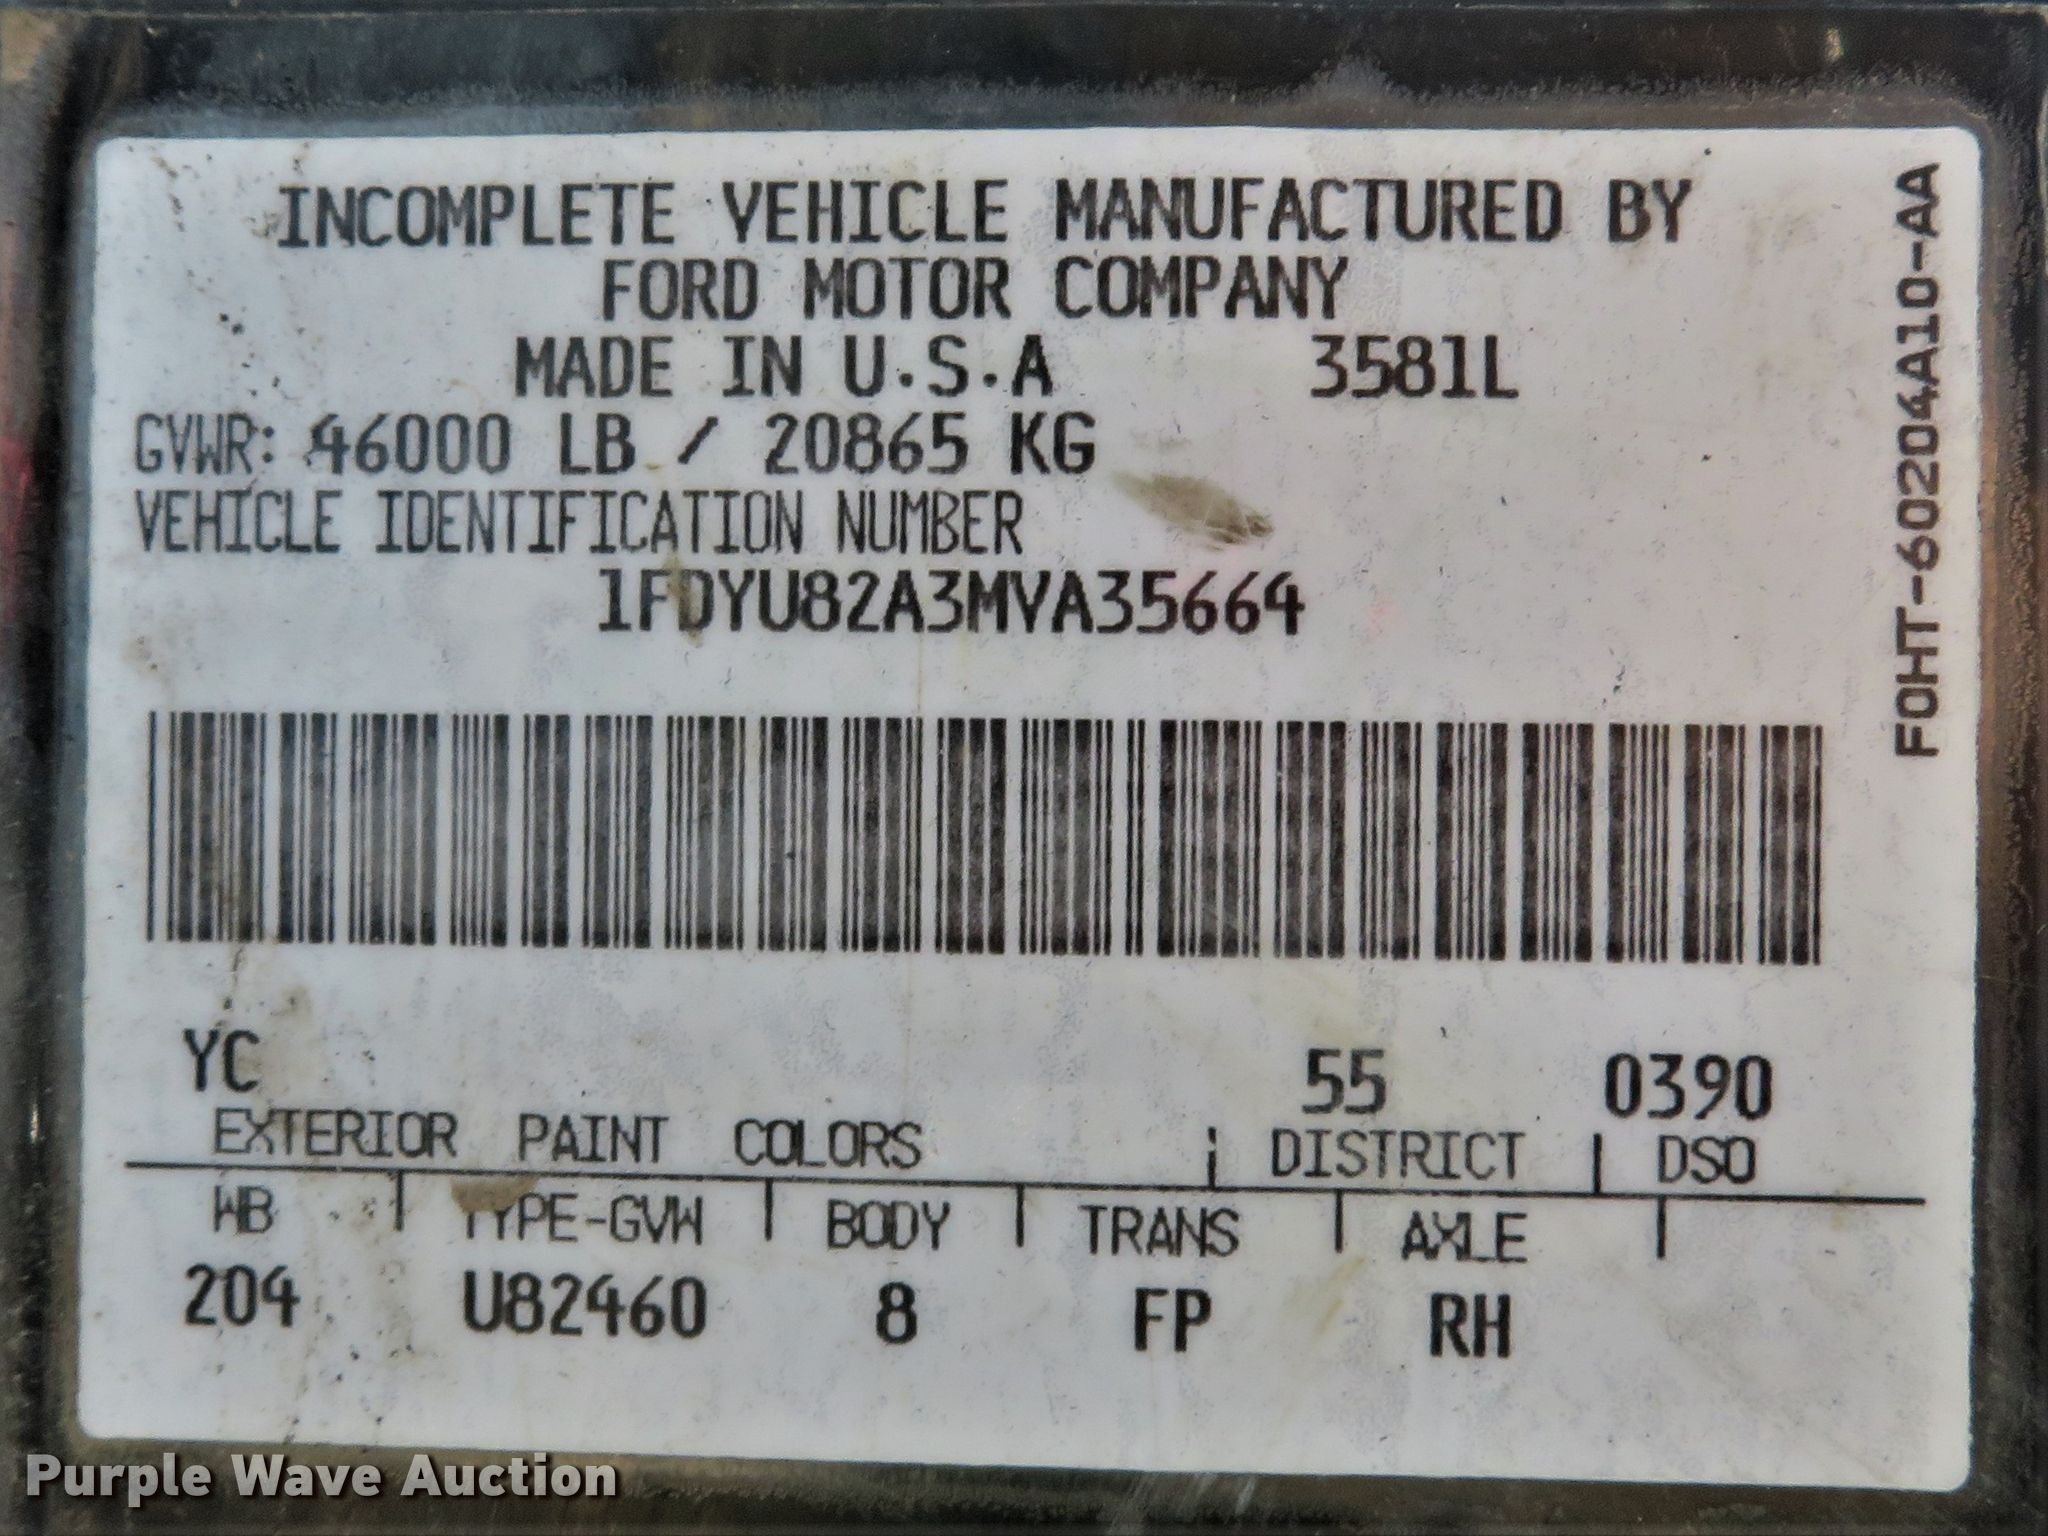 INCOMPLETE VEHICLE MANUFACTURED BY
FORD MOTOR COMPANY
MADE IN U.S.A 3581L
GVWR: 46000 LB / 20865 KG
VEHICLE IDENTIFICATION NUMBER
1FDYU82A3MVA35664
F0HT-60204A10-AA
YC 55 0390
EXTERIOR PAINT COLORS DISTRICT DSO
WB TYPE-GVW BODY TRANS AXLE
204 U82460 8 FP RH
Purple Wave Auction